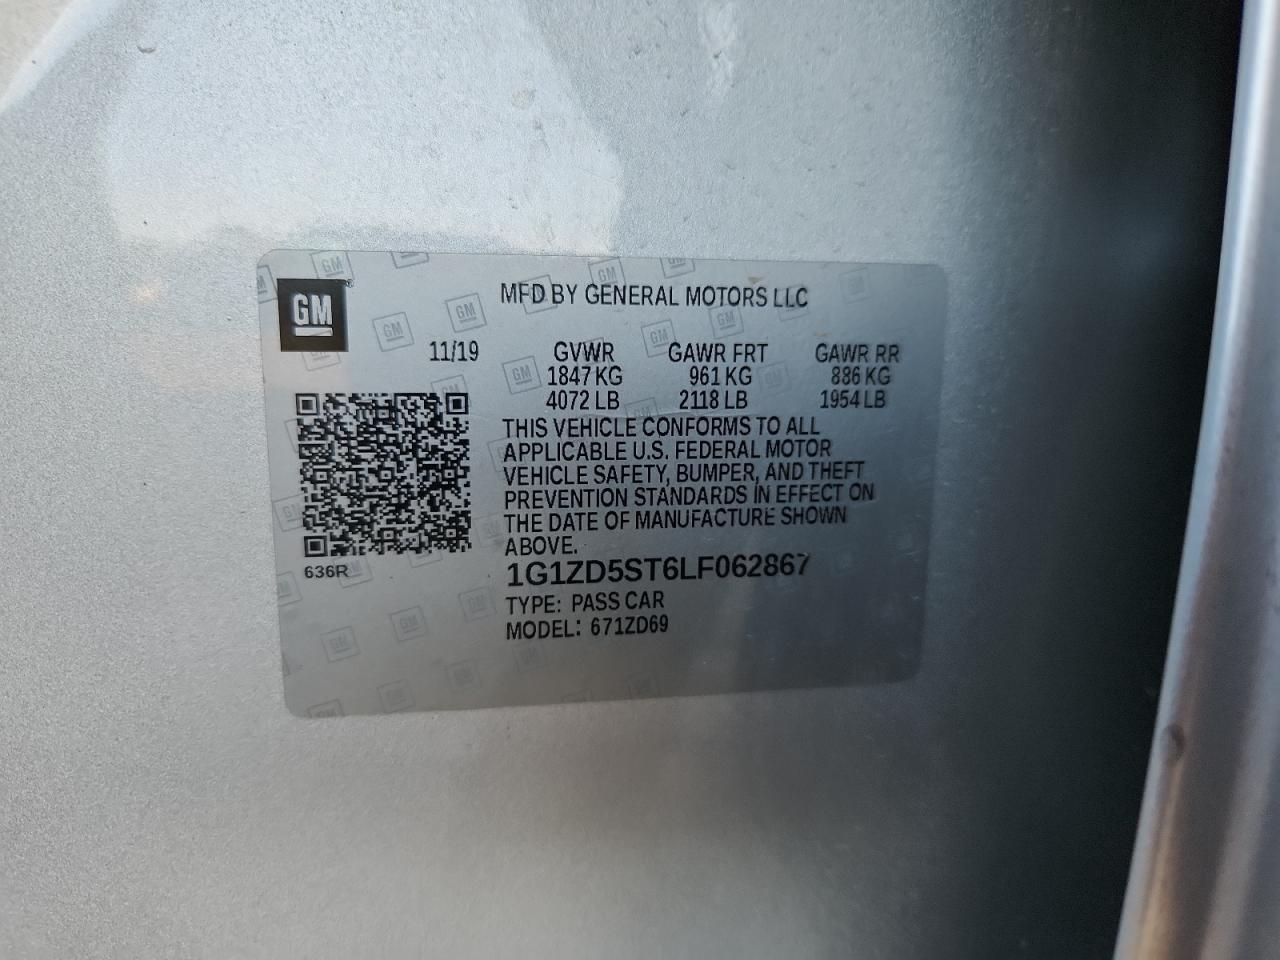 GM
MFD BY GENERAL MOTORS LLC
11/19 GVWR GAWR FRT GAWR RR
1847 KG 961 KG 886 KG
4072 LB 2118 LB 1954 LB
THIS VEHICLE CONFORMS TO ALL
APPLICABLE U.S. FEDERAL MOTOR
VEHICLE SAFETY, BUMPER, AND THEFT
PREVENTION STANDARDS IN EFFECT ON
THE DATE OF MANUFACTURE SHOWN
ABOVE.
636R
1G1ZD5ST6LF062867
TYPE: PASS CAR
MODEL: 671ZD69